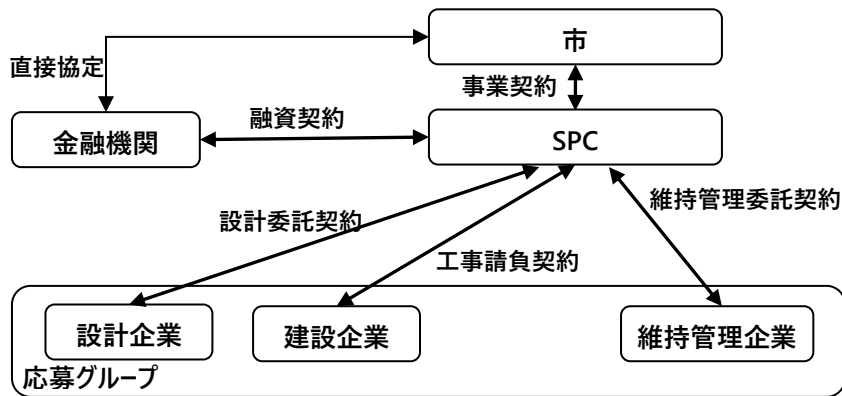 市
直接協定
事業契約
融資契約
金融機関
SPC
維持管理委託契約
設計委託契約
工事請負契約
設計企業
建設企業
維持管理企業
応募グループ